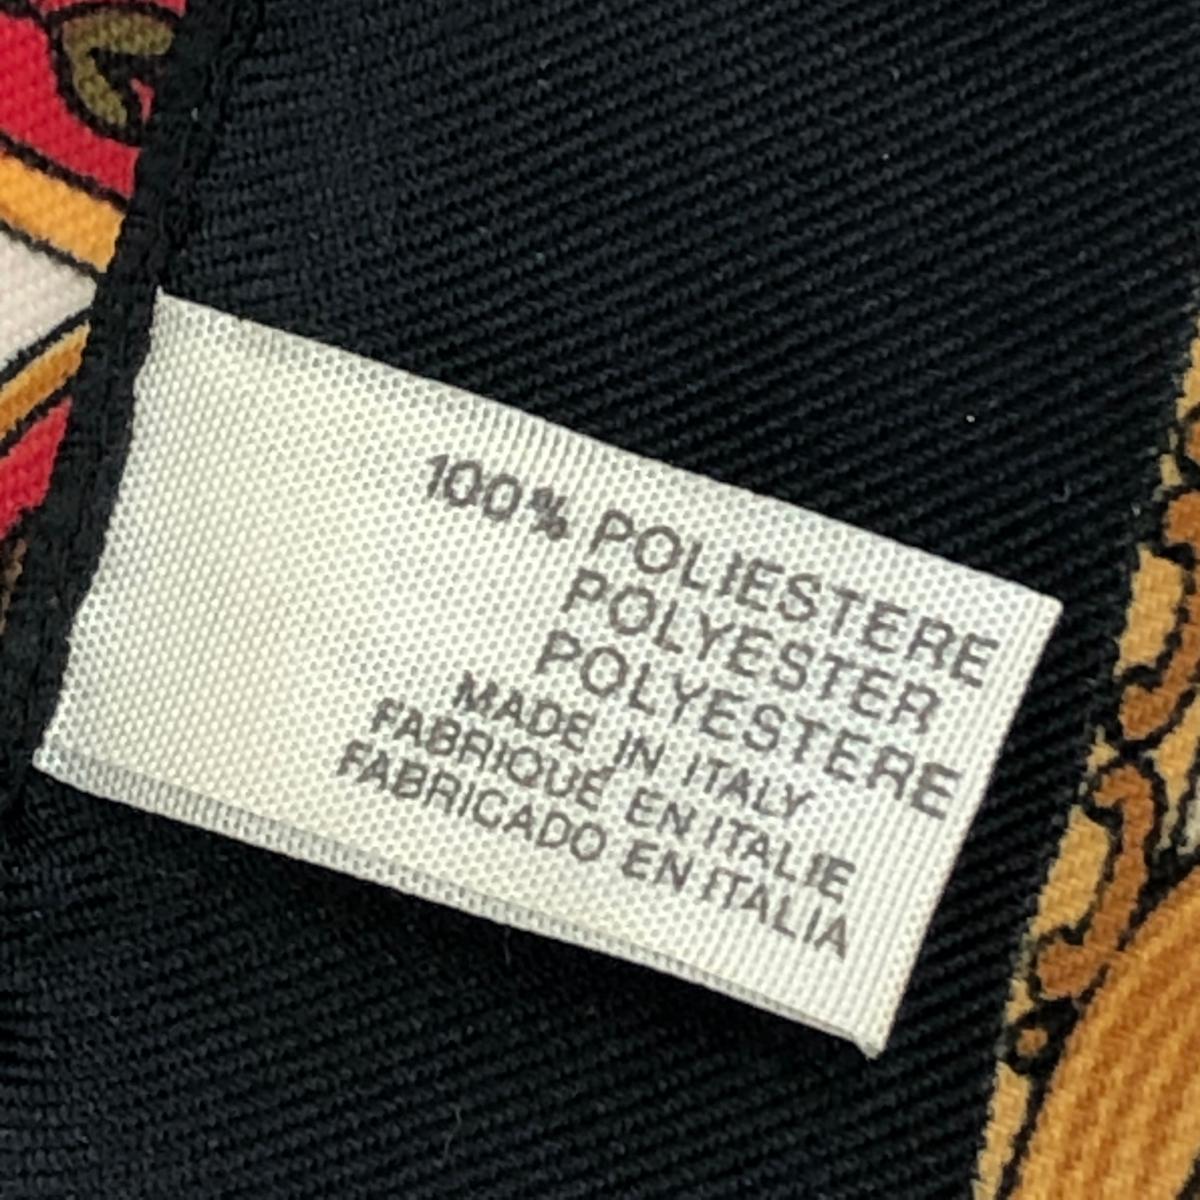 100% POLIESTERE
POLYESTER
POLYESTERE
MADE IN ITALY
FABRIQUÉ EN ITALIE
FABRICADO EN ITALIA